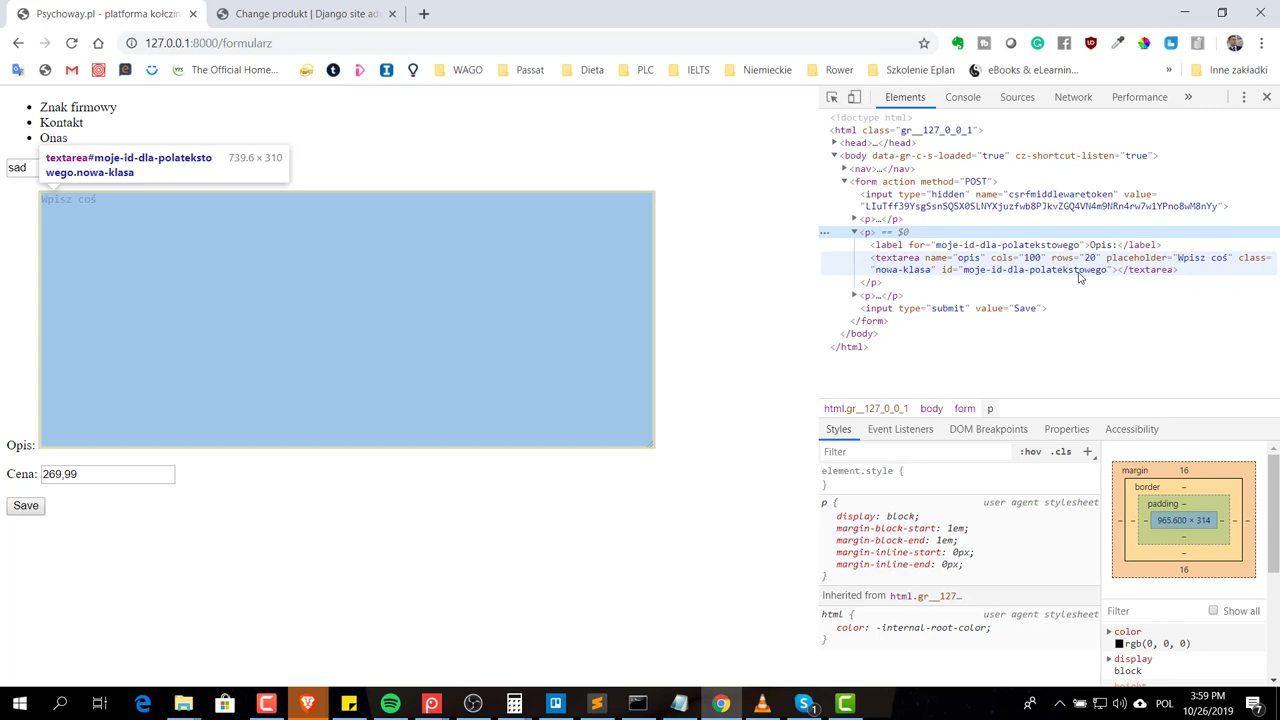 Psychoway.pl - platforma kołczin
Change produkt | Django site ad
127.0.0.1:8000/formularz
The Official Home...
WAGO
Passat
Dieta
PLC
IELTS
Niemieckie
Rower
Szkolenie Eplan
eBooks & eLearnin...
»
Inne zakładki
Znak firmowy
Kontakt
Onas
sad
textarea#moje-id-dla-polateksto
wego.nowa-klasa
739.6 × 310
Wpisz coś
Opis:
Cena: 269,99
Save
Elements
Console
Sources
Network
Performance
»
<!doctype html>
<html class="gr__127_0_0_1">
<head>…</head>
<body data-gr-c-s-loaded="true" cz-shortcut-listen="true">
<nav>…</nav>
<form action method="POST">
<input type="hidden" name="csrfmiddlewaretoken" value=
"LIuTff39YsgSsnSQSX0SLNYXjuzfwb8PJkvZGQ4VN4m9NRn4rw7w1YPno8wM8nYy">
<p>…</p>
<p> == $0
<label for="moje-id-dla-polatekstowego">Opis:</label>
<textarea name="opis" cols="100" rows="20" placeholder="Wpisz coś" class=
"nowa-klasa" id="moje-id-dla-polatekstowego"></textarea>
</p>
<p>…</p>
<input type="submit" value="Save">
</form>
</body>
</html>
html.gr__127_0_0_1
body
form
p
Styles
Event Listeners
DOM Breakpoints
Properties
Accessibility
Filter
:hov
.cls
+
element.style {
}
p {
user agent stylesheet
display: block;
margin-block-start: 1em;
margin-block-end: 1em;
margin-inline-start: 0px;
margin-inline-end: 0px;
}
Inherited from html.gr__127…
html {
user agent stylesheet
color: -internal-root-color;
}
margin
16
border
–
padding –
965.600 × 314
–
–
16
Filter
Show all
color
rgb(0, 0, 0)
display
block
POL
3:59 PM
10/26/2019
7